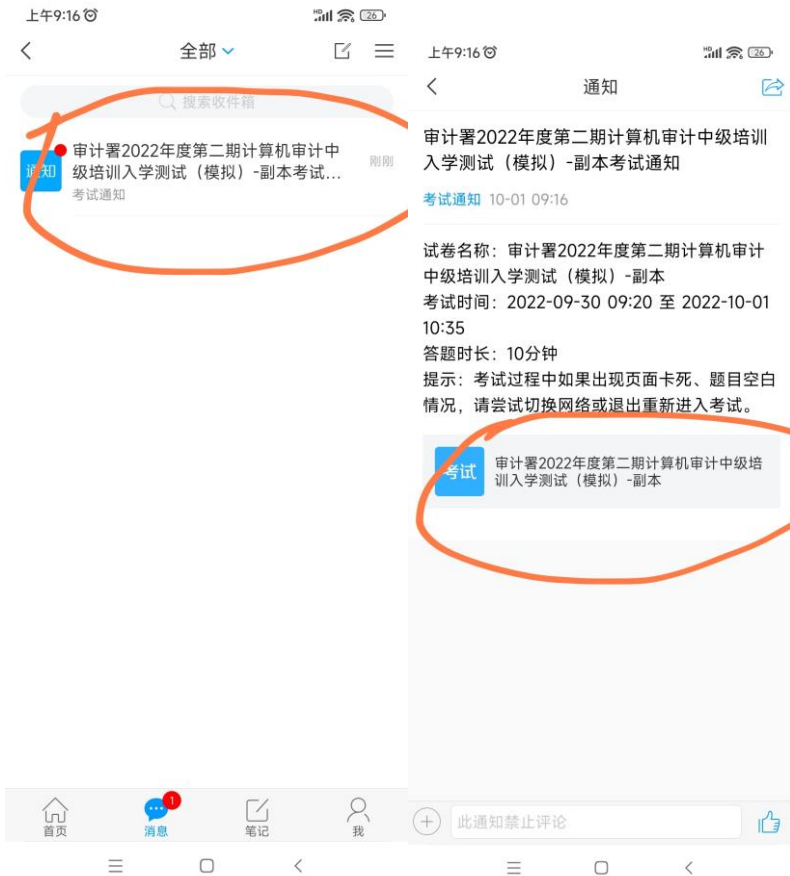 上午9:16
HD
26
全部
搜索收件箱
通知
审计署2022年度第二期计算机审计中
级培训入学测试（模拟）-副本考试...
刚刚
考试通知
首页
1
消息
笔记
我
上午9:16
HD
26
通知
审计署2022年度第二期计算机审计中级培训
入学测试（模拟）-副本考试通知
考试通知 10-01 09:16
试卷名称：审计署2022年度第二期计算机审计
中级培训入学测试（模拟）-副本
考试时间：2022-09-30 09:20 至 2022-10-01
10:35
答题时长：10分钟
提示：考试过程中如果出现页面卡死、题目空白
情况，请尝试切换网络或退出重新进入考试。
考试
审计署2022年度第二期计算机审计中级培
训入学测试（模拟）-副本
此通知禁止评论